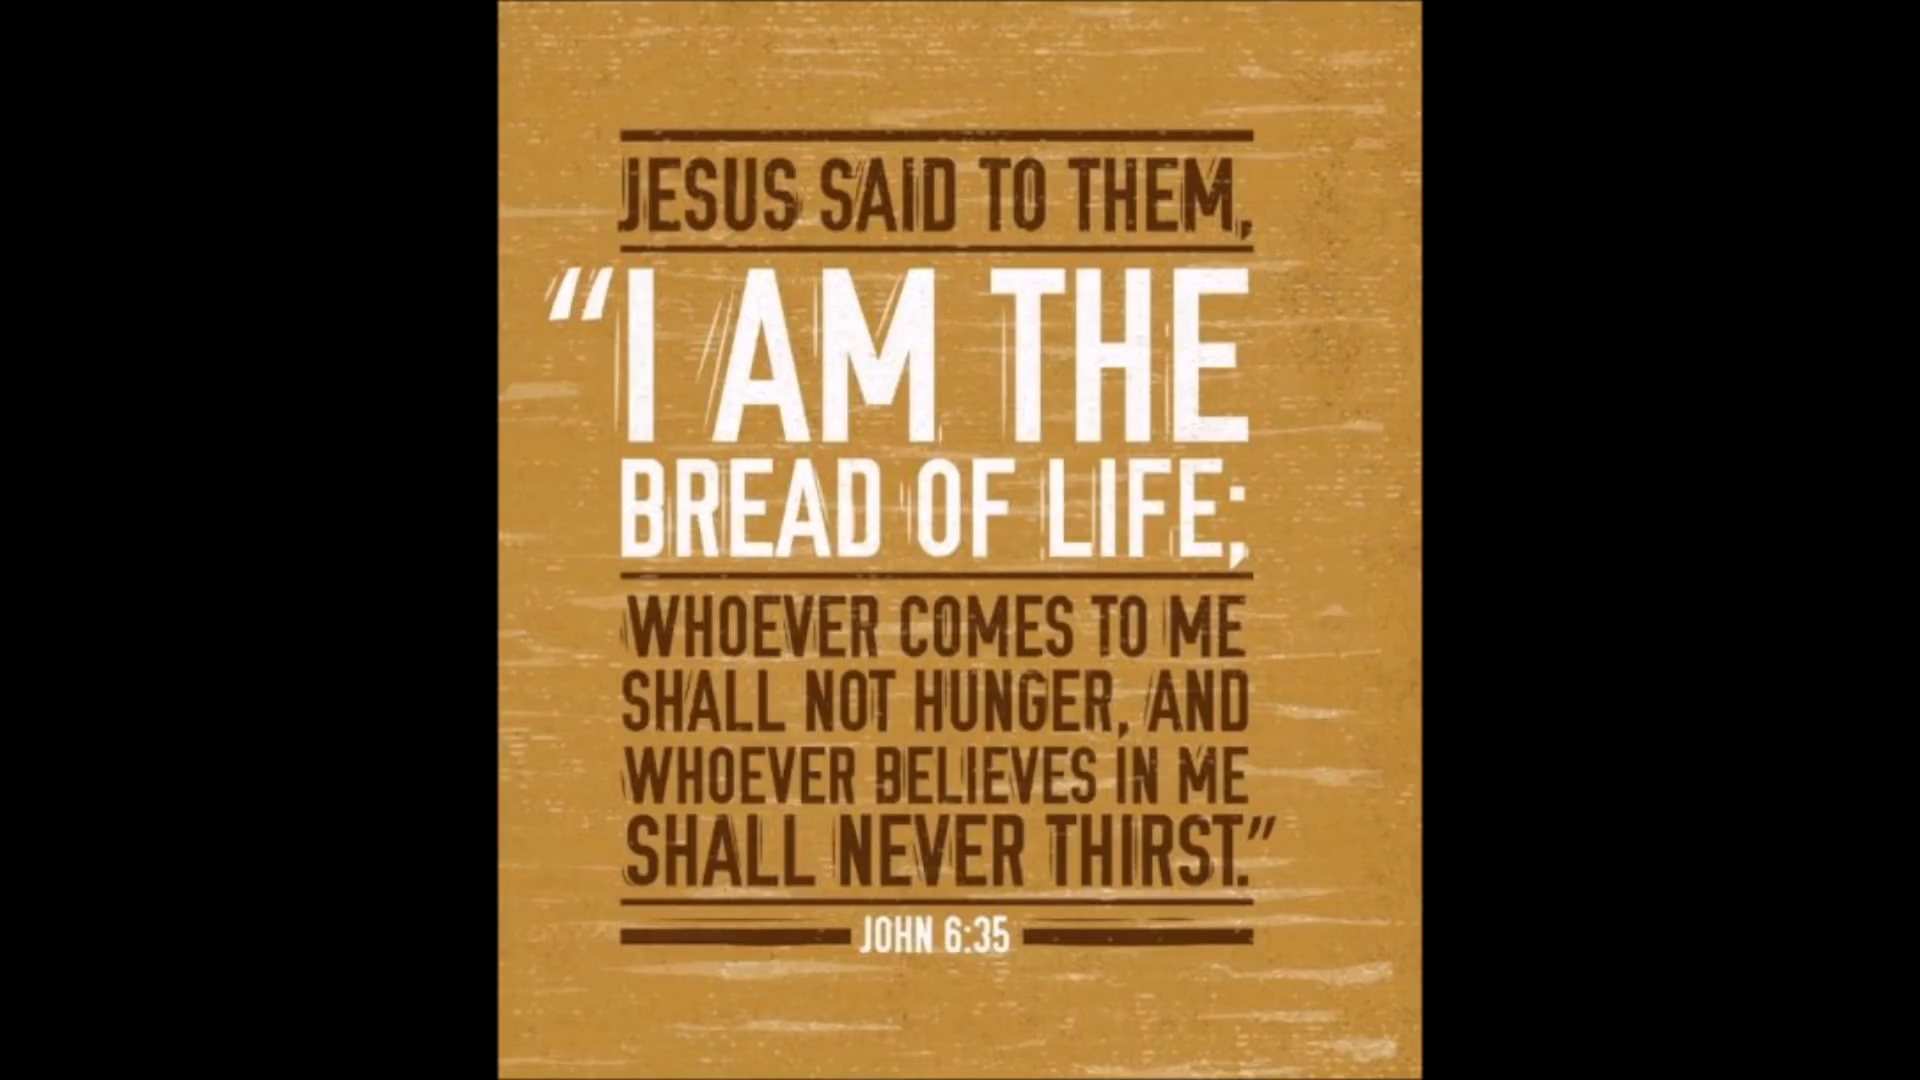 JESUS SAID TO THEM,
“I AM THE
BREAD OF LIFE;
WHOEVER COMES TO ME
SHALL NOT HUNGER, AND
WHOEVER BELIEVES IN ME
SHALL NEVER THIRST.”
JOHN 6:35